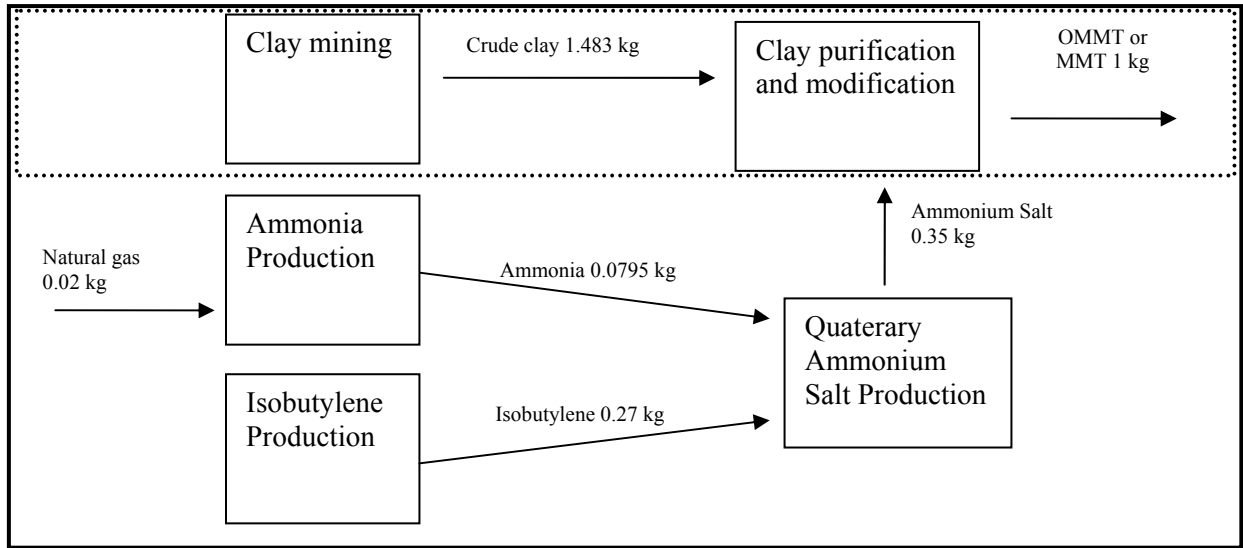 Clay mining
Crude clay 1.483 kg
Clay purification
and modification
OMMT or
MMT 1 kg
Natural gas
0.02 kg
Ammonia
Production
Ammonia 0.0795 kg
Ammonium Salt
0.35 kg
Isobutylene
Production
Isobutylene 0.27 kg
Quaterary
Ammonium
Salt Production